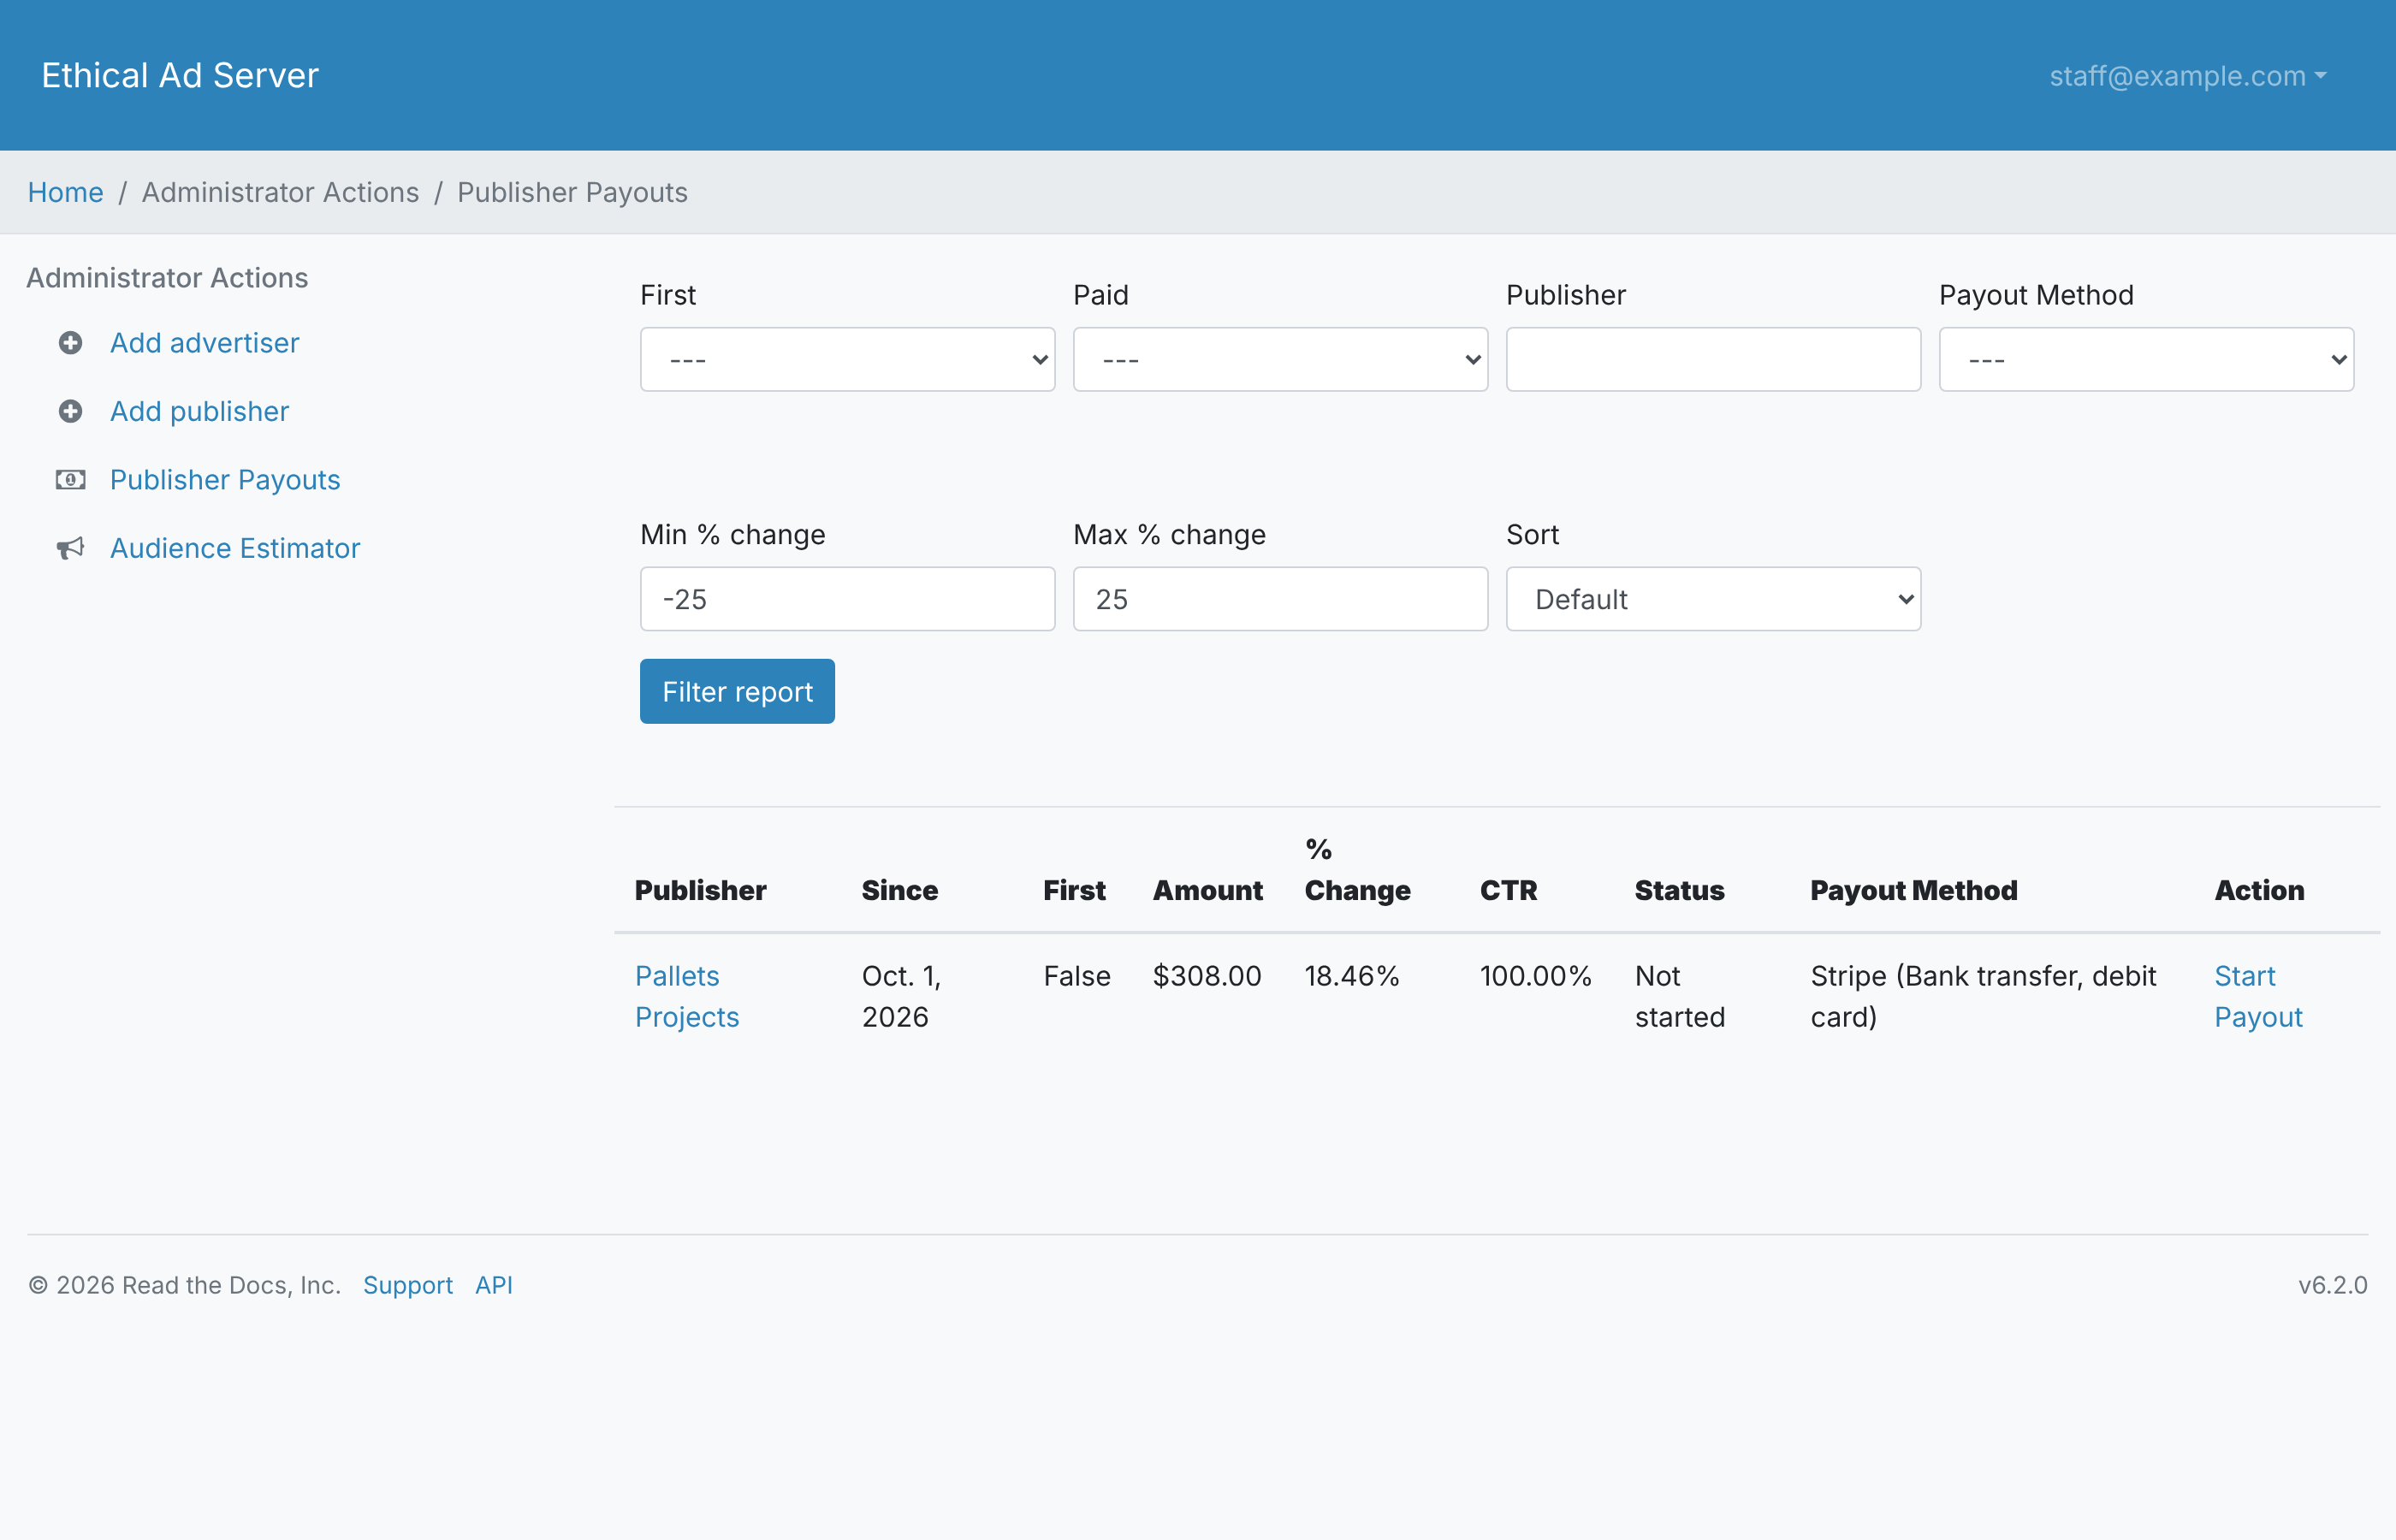 Ethical Ad Server
staff@example.com
Home / Administrator Actions / Publisher Payouts
Administrator Actions
Add advertiser
Add publisher
Publisher Payouts
Audience Estimator
First
Paid
Publisher
Payout Method
---
---
---
Min % change
Max % change
Sort
-25
25
Default
Filter report
Publisher
Since
First
Amount
%
Change
CTR
Status
Payout Method
Action
Pallets
Projects
Oct. 1,
2026
False
$308.00
18.46%
100.00%
Not
started
Stripe (Bank transfer, debit
card)
Start
Payout
© 2026 Read the Docs, Inc. Support API
v6.2.0